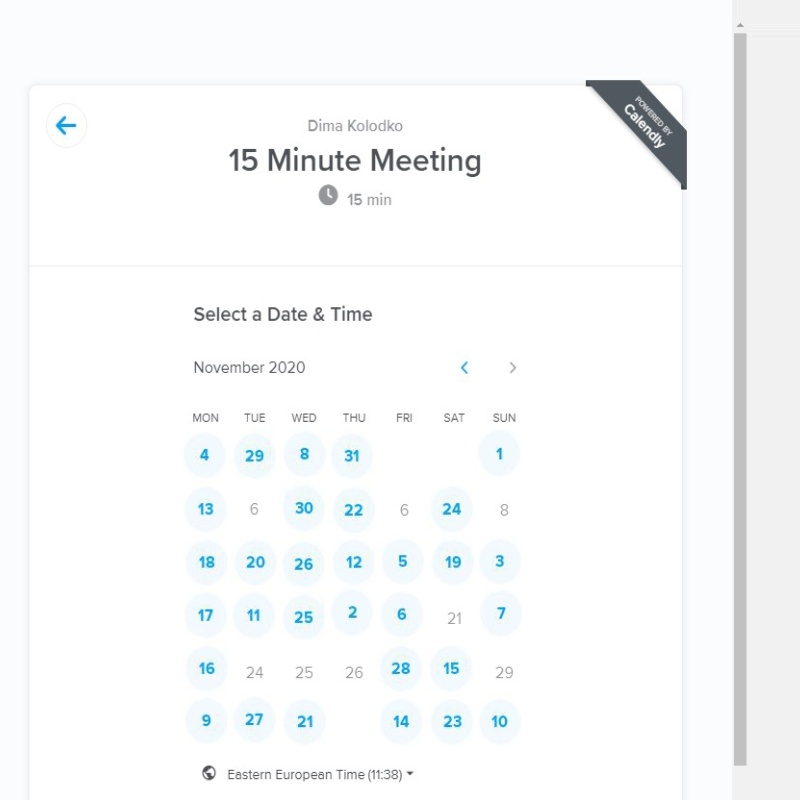 POWERED BY
Calendly
Dima Kolodko
15 Minute Meeting
15 min
Select a Date & Time
November 2020
MON TUE WED THU FRI SAT SUN
4 29 8 31 1
13 6 30 22 6 24 8
18 20 26 12 5 19 3
17 11 25 2 6 21 7
16 24 25 26 28 15 29
9 27 21 14 23 10
Eastern European Time (11:38)